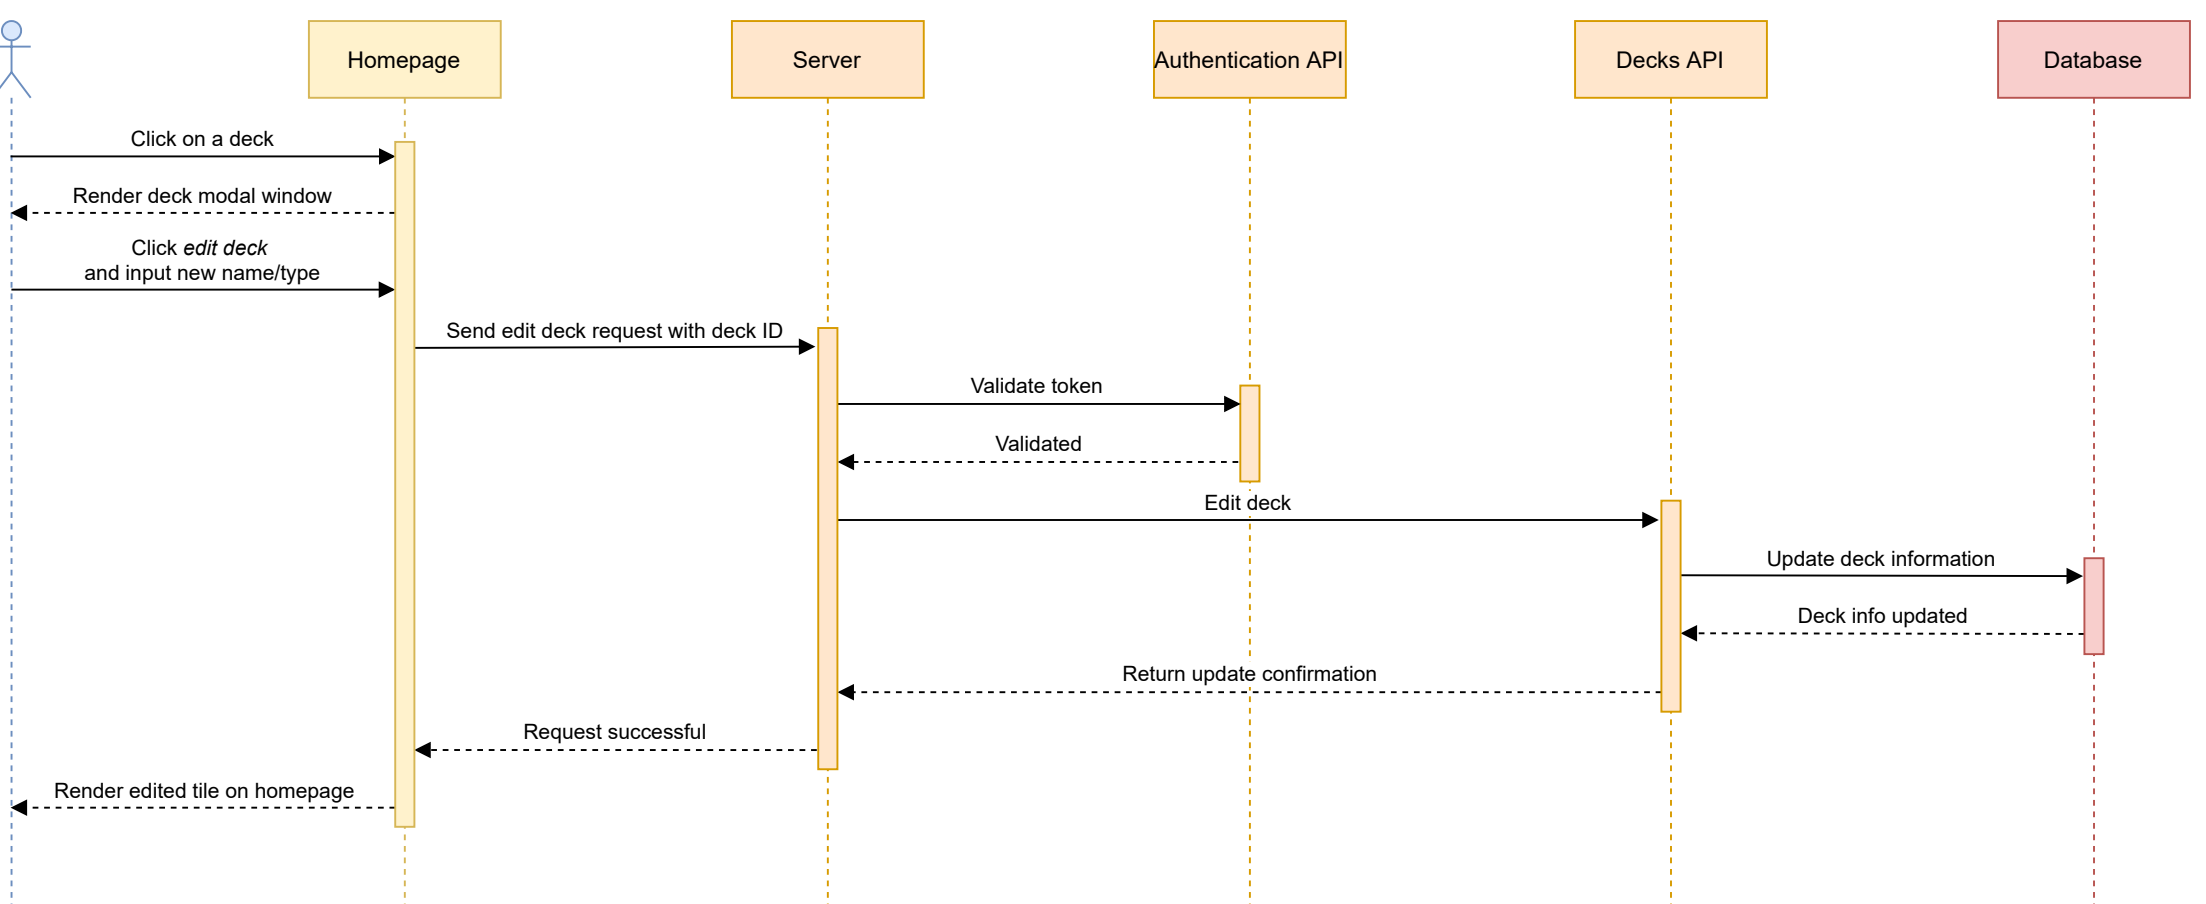 Homepage
Server
Authentication API
Decks API
Database
Click on a deck
Render deck modal window
Click edit deck
and input new name/type
Send edit deck request with deck ID
Validate token
Validated
Edit deck
Update deck information
Deck info updated
Return update confirmation
Request successful
Render edited tile on homepage